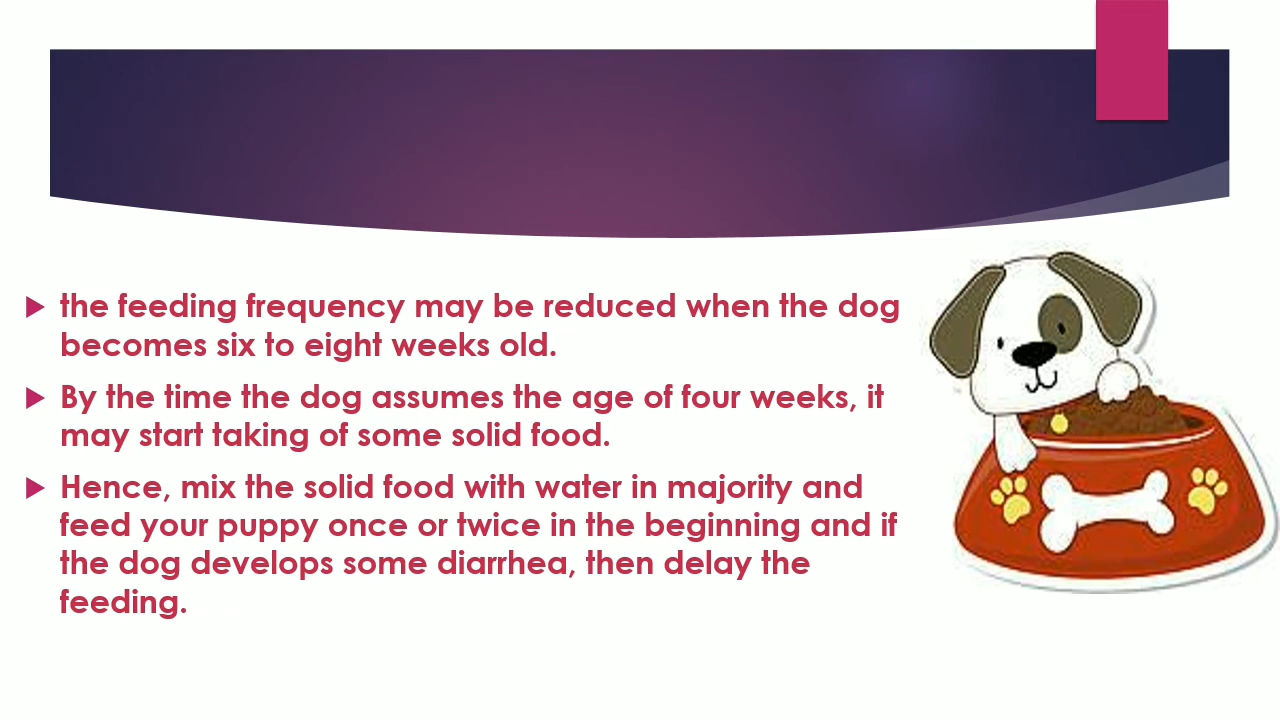 the feeding frequency may be reduced when the dog
becomes six to eight weeks old.
By the time the dog assumes the age of four weeks, it
may start taking of some solid food.
Hence, mix the solid food with water in majority and
feed your puppy once or twice in the beginning and if
the dog develops some diarrhea, then delay the
feeding.